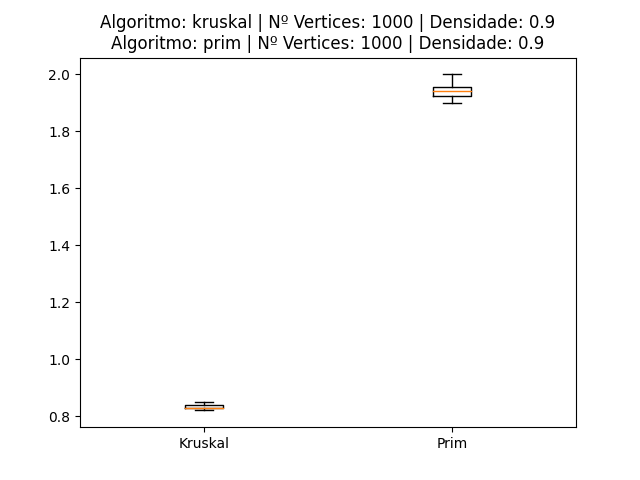 Algoritmo: kruskal | Nº Vertices: 1000 | Densidade: 0.9
Algoritmo: prim | Nº Vertices: 1000 | Densidade: 0.9
2.0
1.8
1.6
1.4
1.2
1.0
0.8
Kruskal
Prim